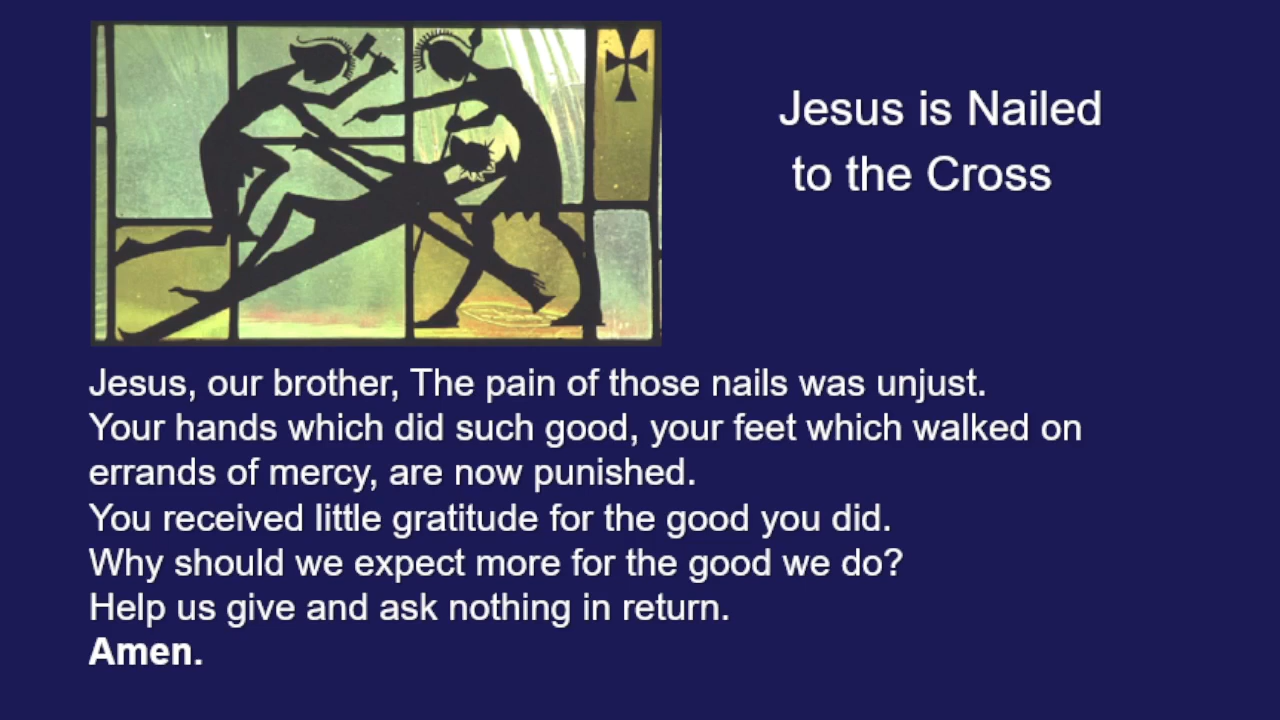 Jesus is Nailed
to the Cross
Jesus, our brother, The pain of those nails was unjust.
Your hands which did such good, your feet which walked on
errands of mercy, are now punished.
You received little gratitude for the good you did.
Why should we expect more for the good we do?
Help us give and ask nothing in return.
Amen.